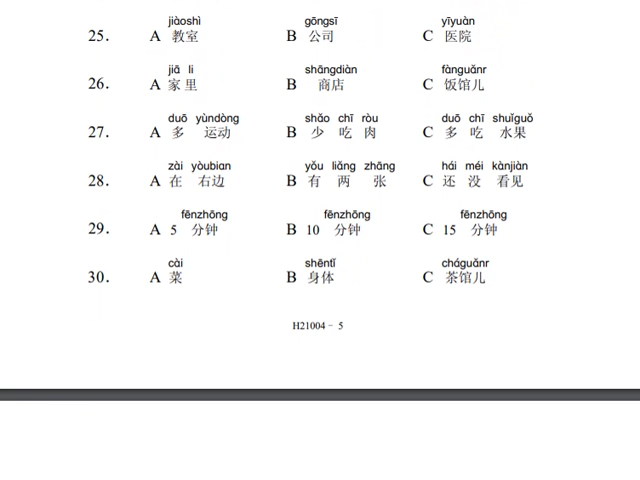 jiàoshì gōngsī yīyuàn
25. A 教室 B 公司 C 医院
jiā li shāngdiàn fànguǎnr
26. A 家 里 B 商店 C 饭馆儿
duō yùndòng shǎo chī ròu duō chī shuǐguǒ
27. A 多 运动 B 少 吃 肉 C 多 吃 水果
zài yòubian yǒu liǎng zhāng hái méi kànjiàn
28. A 在 右边 B 有 两 张 C 还 没 看见
fēnzhōng fēnzhōng fēnzhōng
29. A 5 分钟 B 10 分钟 C 15 分钟
cài shēntǐ cháguǎnr
30. A 菜 B 身体 C 茶馆儿
H21004 - 5